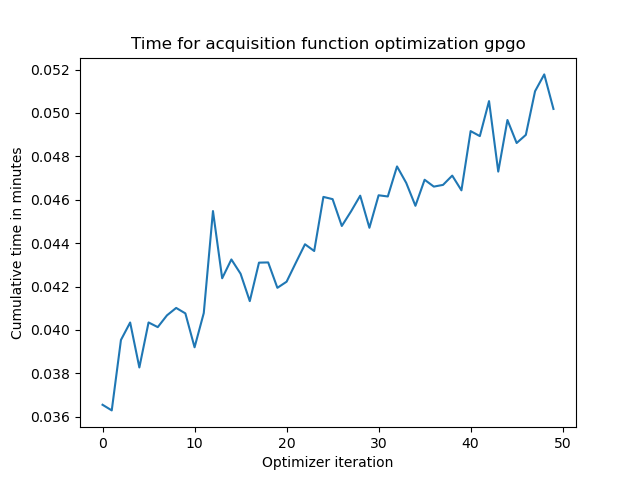 Time for acquisition function optimization gpgo
Cumulative time in minutes
0.052
0.050
0.048
0.046
0.044
0.042
0.040
0.038
0.036
0 10 20 30 40 50
Optimizer iteration